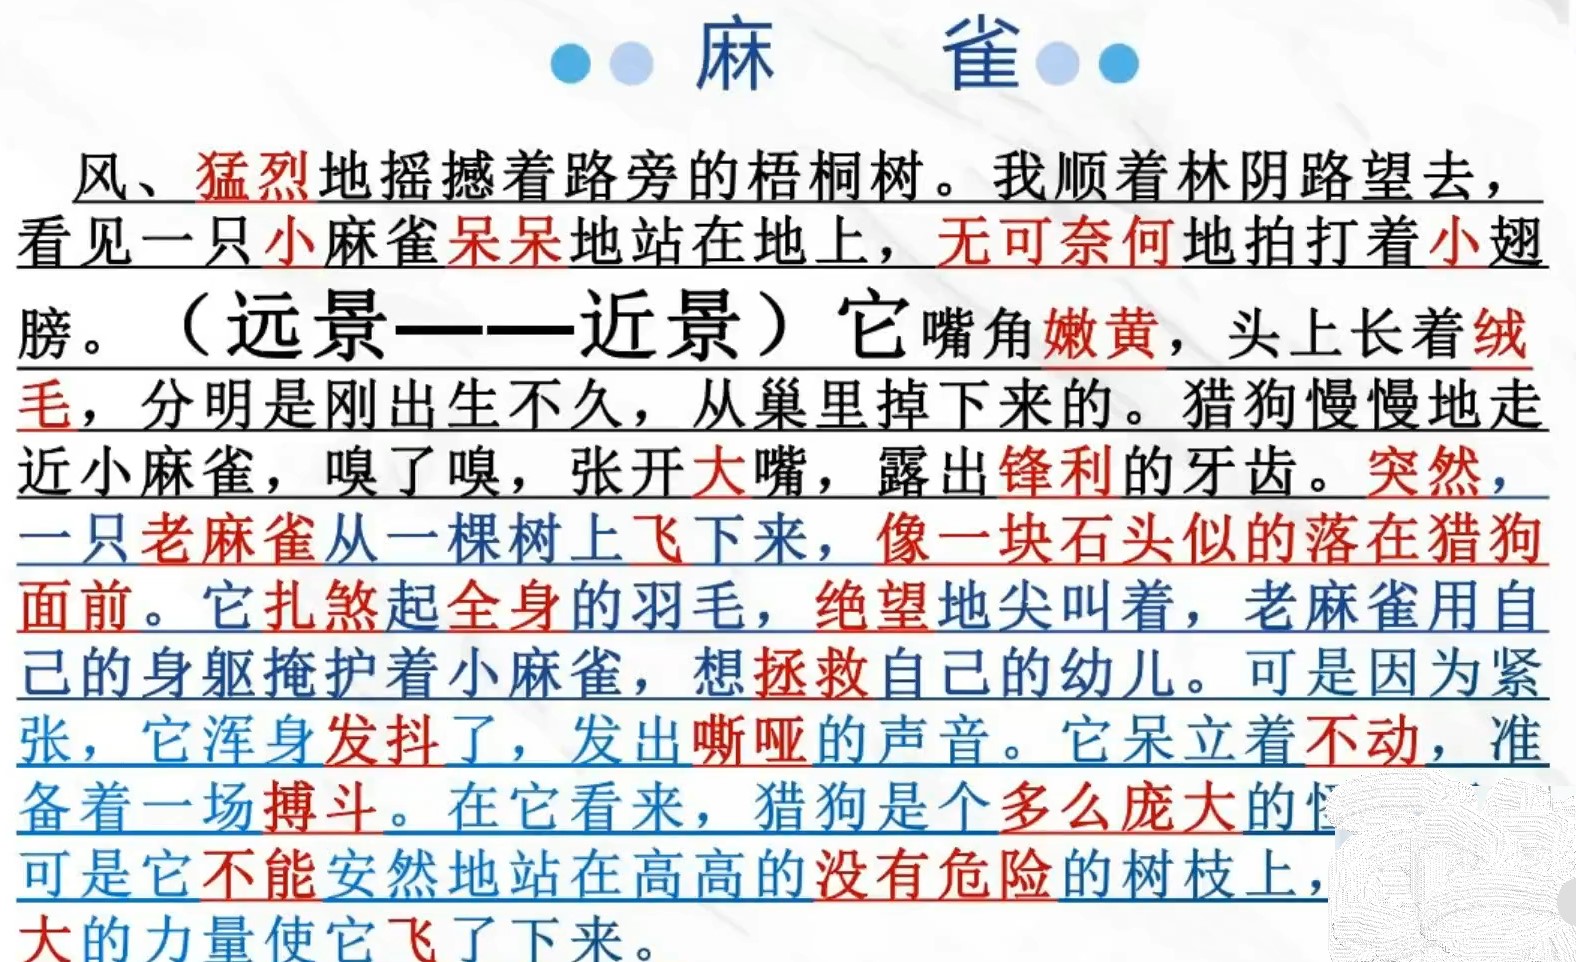 麻 雀
风、猛烈地摇撼着路旁的梧桐树。我顺着林阴路望去，
看见一只小麻雀呆呆地站在地上，无可奈何地拍打着小翅
膀。（远景——近景）它嘴角嫩黄，头上长着绒
毛，分明是刚出生不久，从巢里掉下来的。猎狗慢慢地走
近小麻雀，嗅了嗅，张开大嘴，露出锋利的牙齿。突然，
一只老麻雀从一棵树上飞下来，像一块石头似的落在猎狗
面前。它扎煞起全身的羽毛，绝望地尖叫着，老麻雀用自
己的身躯掩护着小麻雀，想拯救自己的幼儿。可是因为紧
张，它浑身发抖了，发出嘶哑的声音。它呆立着不动，准
备着一场搏斗。在它看来，猎狗是个多么庞大的
可是它不能安然地站在高高的没有危险的树枝上，
大的力量使它飞了下来。